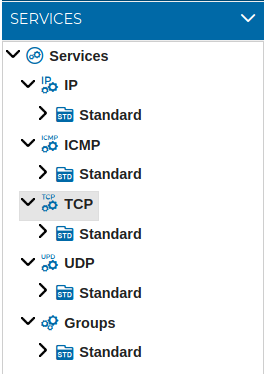 SERVICES
Services
IP IP
STD Standard
ICMP ICMP
STD Standard
TCP TCP
STD Standard
UPD UDP
STD Standard
Groups
STD Standard